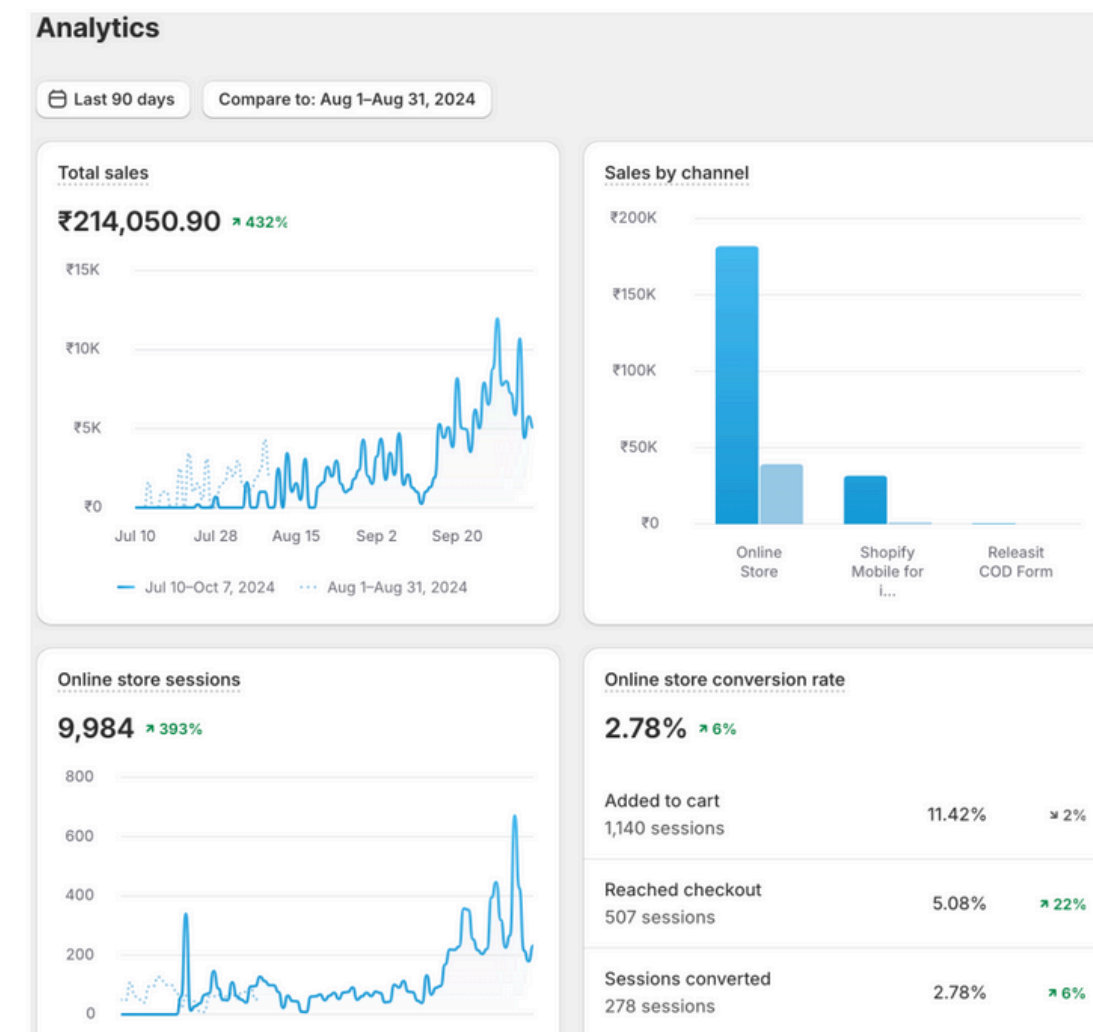 Analytics
Last 90 days
Compare to: Aug 1–Aug 31, 2024
Total sales
₹214,050.90 ↗ 432%
₹15K
₹10K
₹5K
₹0
Jul 10 Jul 28 Aug 15 Sep 2 Sep 20
Jul 10–Oct 7, 2024 Aug 1–Aug 31, 2024
Sales by channel
₹200K
₹150K
₹100K
₹50K
₹0
Online
Store
Shopify
Mobile for
i...
Releasit
COD Form
Online store sessions
9,984 ↗ 393%
800
600
400
200
0
Online store conversion rate
2.78% ↗ 6%
Added to cart
1,140 sessions
11.42% ↘ 2%
Reached checkout
507 sessions
5.08% ↗ 22%
Sessions converted
278 sessions
2.78% ↗ 6%